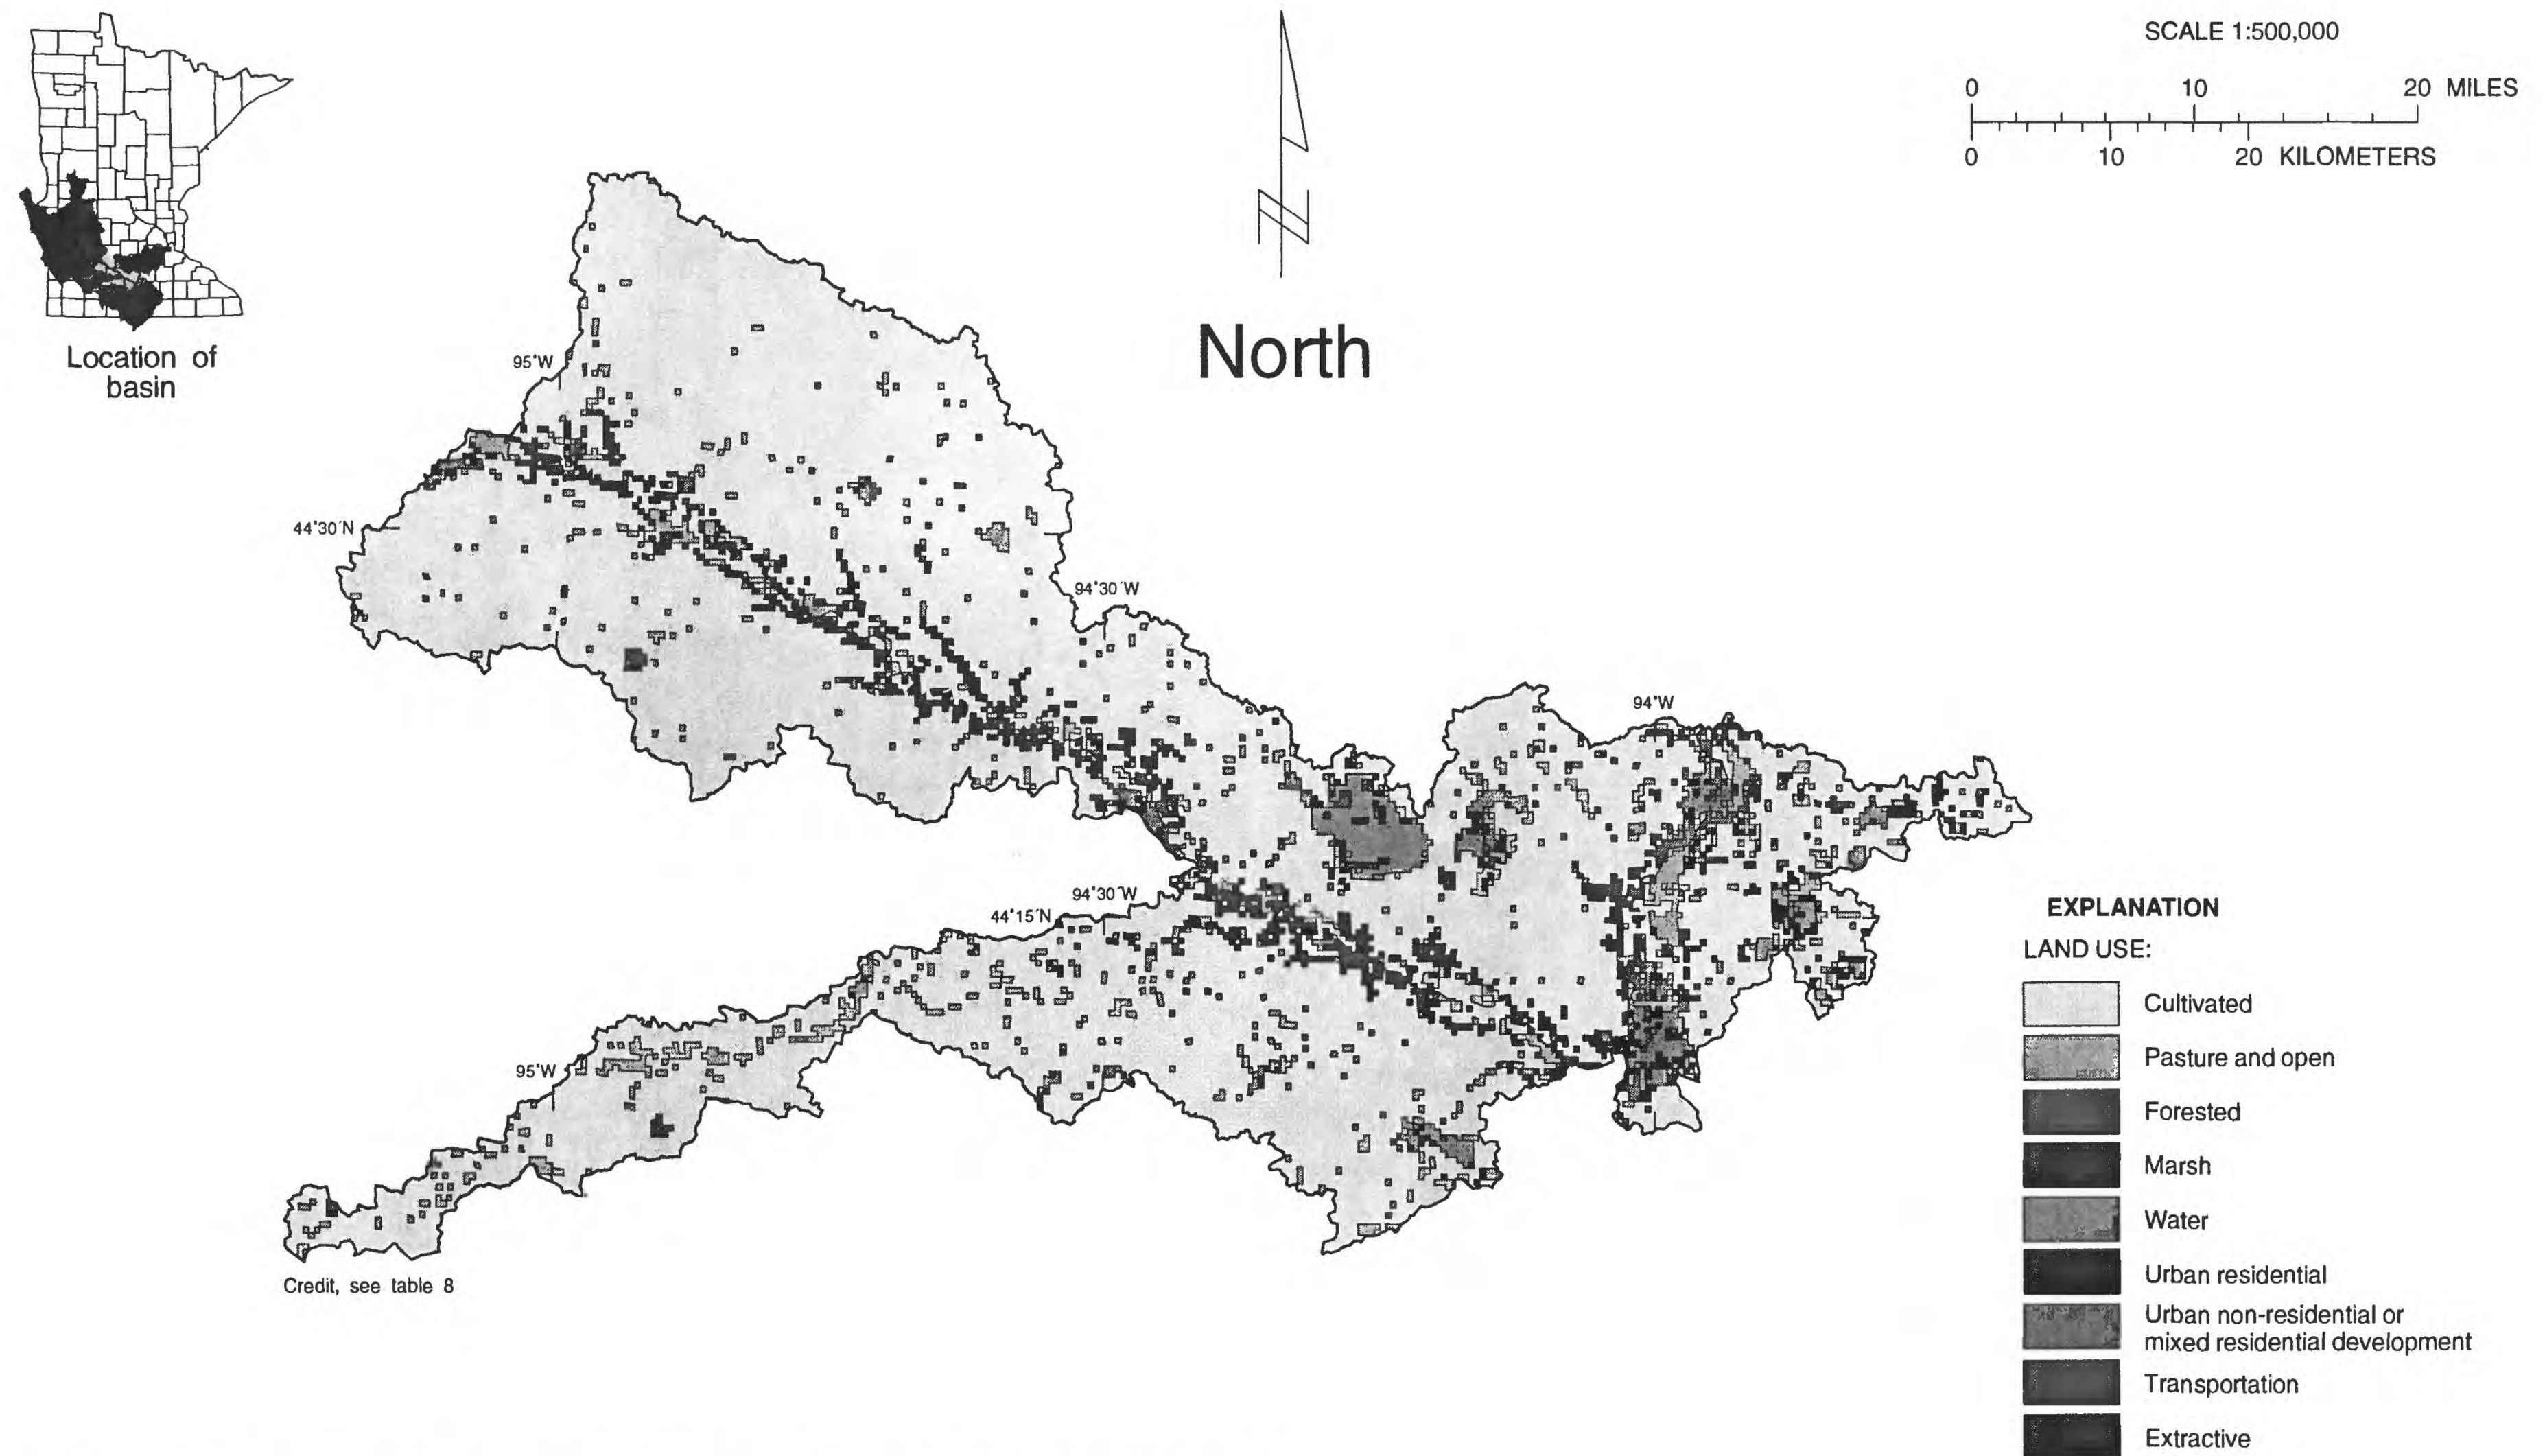 SCALE 1:500,000
0 10 20 MILES
0 10 20 KILOMETERS
Location of
basin
North
95°W
44°30´N
94°30´W
94°W
94°30´W
44°15´N
95°W
Credit, see table 8
EXPLANATION
LAND USE:
Cultivated
Pasture and open
Forested
Marsh
Water
Urban residential
Urban non-residential or
mixed residential development
Transportation
Extractive